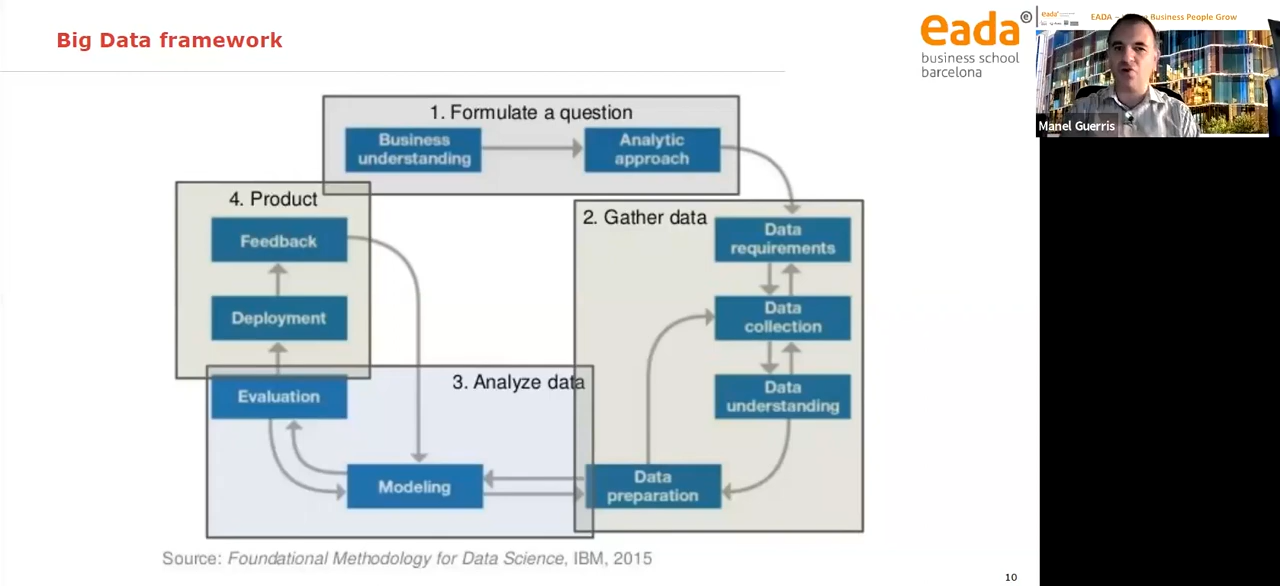 Big Data framework
eada
business school
barcelona
EADA
Business People Grow
Manel Guerris
1. Formulate a question
Business
understanding
Analytic
approach
4. Product
Feedback
Deployment
2. Gather data
Data
requirements
Data
collection
Data
understanding
Data
preparation
3. Analyze data
Evaluation
Modeling
Source: Foundational Methodology for Data Science, IBM, 2015
10